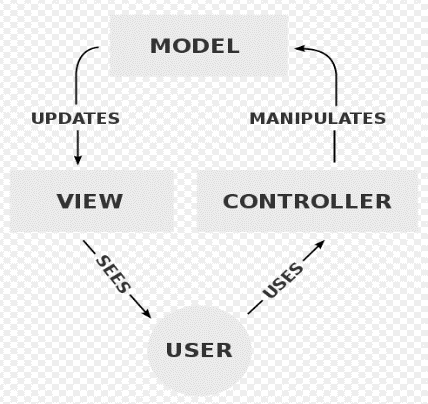 MODEL
UPDATES
MANIPULATES
VIEW
CONTROLLER
SEES
USES
USER